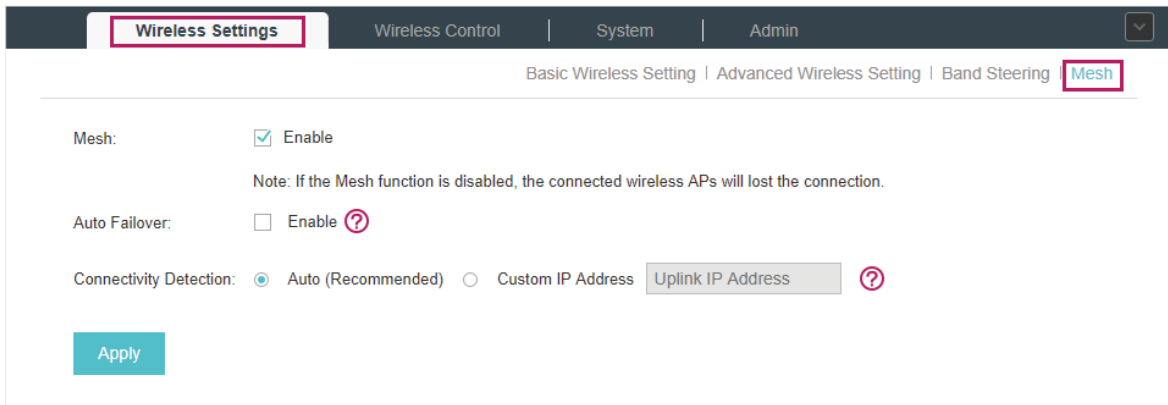 Wireless Settings | Wireless Control | System | Admin
Basic Wireless Setting | Advanced Wireless Setting | Band Steering | Mesh
Mesh: Enable
Note: If the Mesh function is disabled, the connected wireless APs will lost the connection.
Auto Failover: Enable ?
Connectivity Detection: Auto (Recommended) Custom IP Address Uplink IP Address ?
Apply